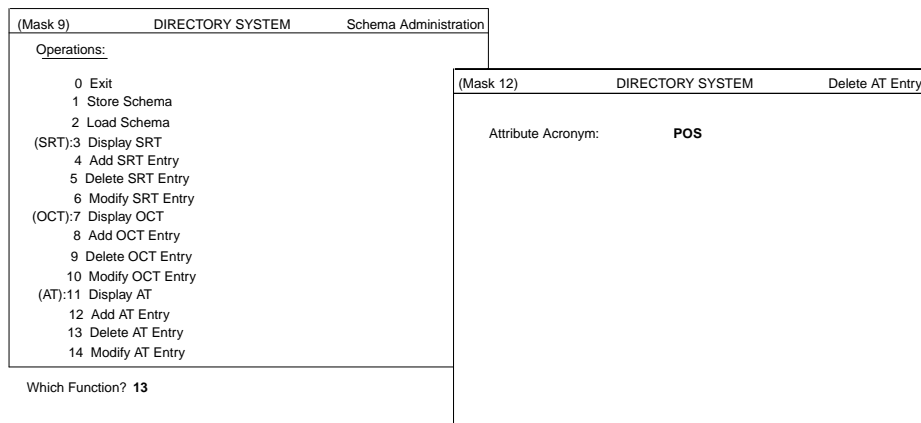 (Mask 9) DIRECTORY SYSTEM Schema Administration
Operations:
0 Exit
1 Store Schema
2 Load Schema
(SRT):3 Display SRT
4 Add SRT Entry
5 Delete SRT Entry
6 Modify SRT Entry
(OCT):7 Display OCT
8 Add OCT Entry
9 Delete OCT Entry
10 Modify OCT Entry
(AT):11 Display AT
12 Add AT Entry
13 Delete AT Entry
14 Modify AT Entry
Which Function? 13
(Mask 12) DIRECTORY SYSTEM Delete AT Entry
Attribute Acronym: POS